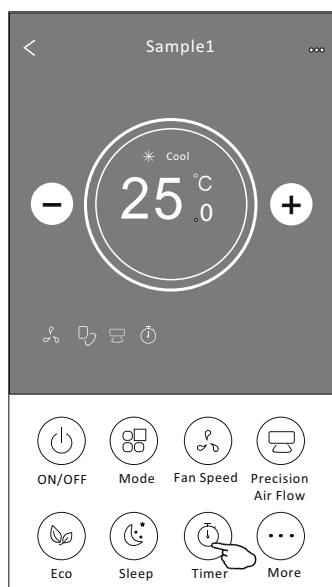 Sample1
Cool
25.0 °C
ON/OFF
Mode
Fan Speed
Precision
Air Flow
Eco
Sleep
Timer
More